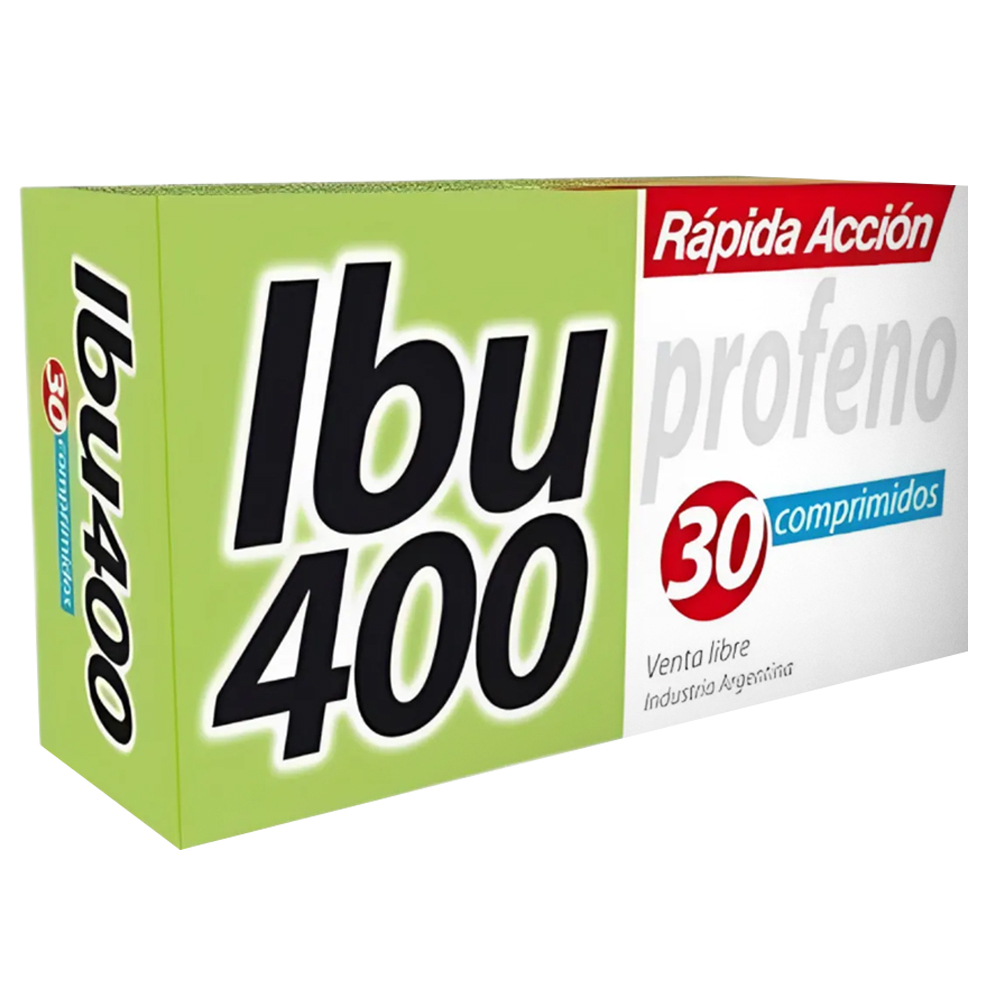 Ibu400
30 comprimidos
Ibu
400
Rápida Acción
profeno
30 comprimidos
Venta libre
Industria Argentina